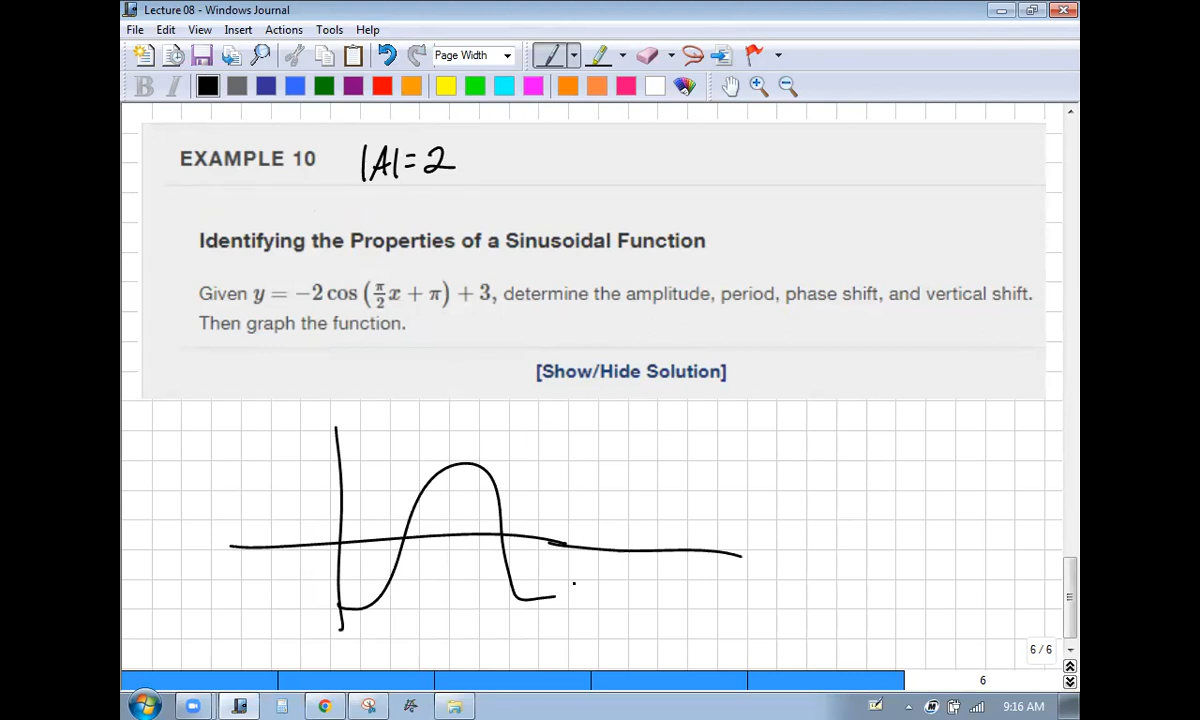 Lecture 08 - Windows Journal
File Edit View Insert Actions Tools Help
Page Width
B I
EXAMPLE 10 |A|=2
Identifying the Properties of a Sinusoidal Function
Given y = −2 cos (π/2 x + π) + 3, determine the amplitude, period, phase shift, and vertical shift.
Then graph the function.
[Show/Hide Solution]
6 / 6
6
9:16 AM